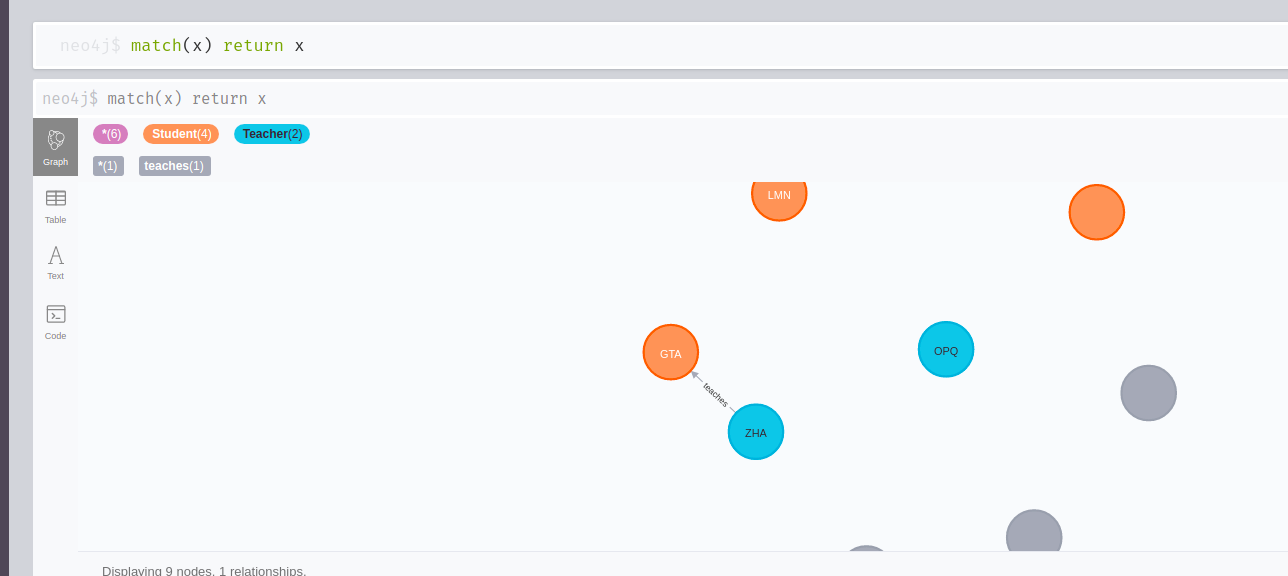 neo4j$ match(x) return x
neo4j$ match(x) return x
*(6) Student(4) Teacher(2)
*(1) teaches(1)
Graph
Table
Text
Code
LMN
GTA
OPQ
teaches
ZHA
Displaying 9 nodes, 1 relationships.